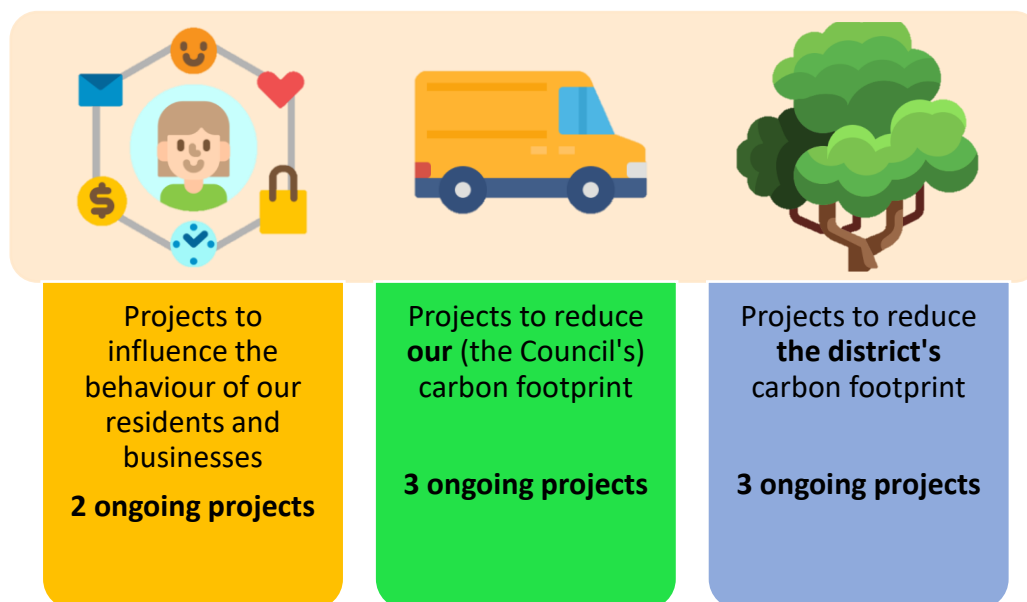 Projects to
influence the
behaviour of our
residents and
businesses
2 ongoing projects
Projects to reduce
our (the Council's)
carbon footprint
3 ongoing projects
Projects to reduce
the district's
carbon footprint
3 ongoing projects